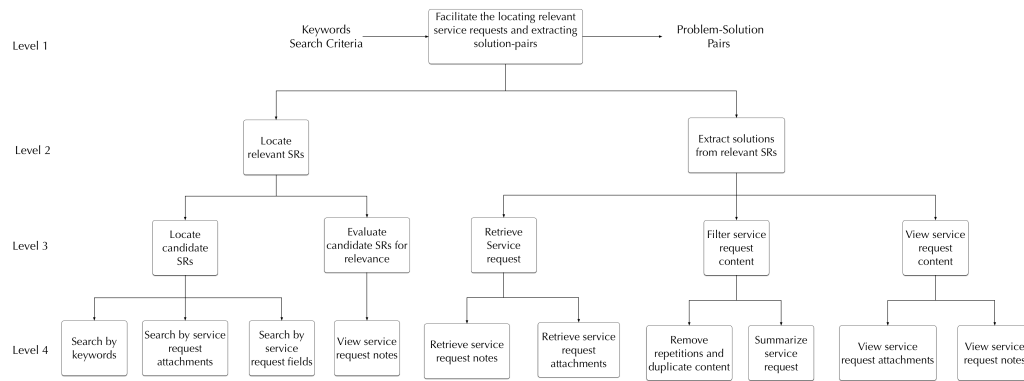 Level 1
Keywords
Search Criteria
Facilitate the locating relevant
service requests and extracting
solution-pairs
Problem-Solution
Pairs
Level 2
Locate
relevant SRs
Extract solutions
from relevant SRs
Level 3
Locate
candidate
SRs
Evaluate
candidate SRs for
relevance
Retrieve
Service
request
Filter service
request
content
View service
request
content
Level 4
Search by
keywords
Search by service
request
attachments
Search by
service
request fields
View service
request notes
Retrieve service
request notes
Retrieve service
request
attachments
Remove
repetitions and
duplicate content
Summarize
service
request
View service
request attachments
View service
request notes